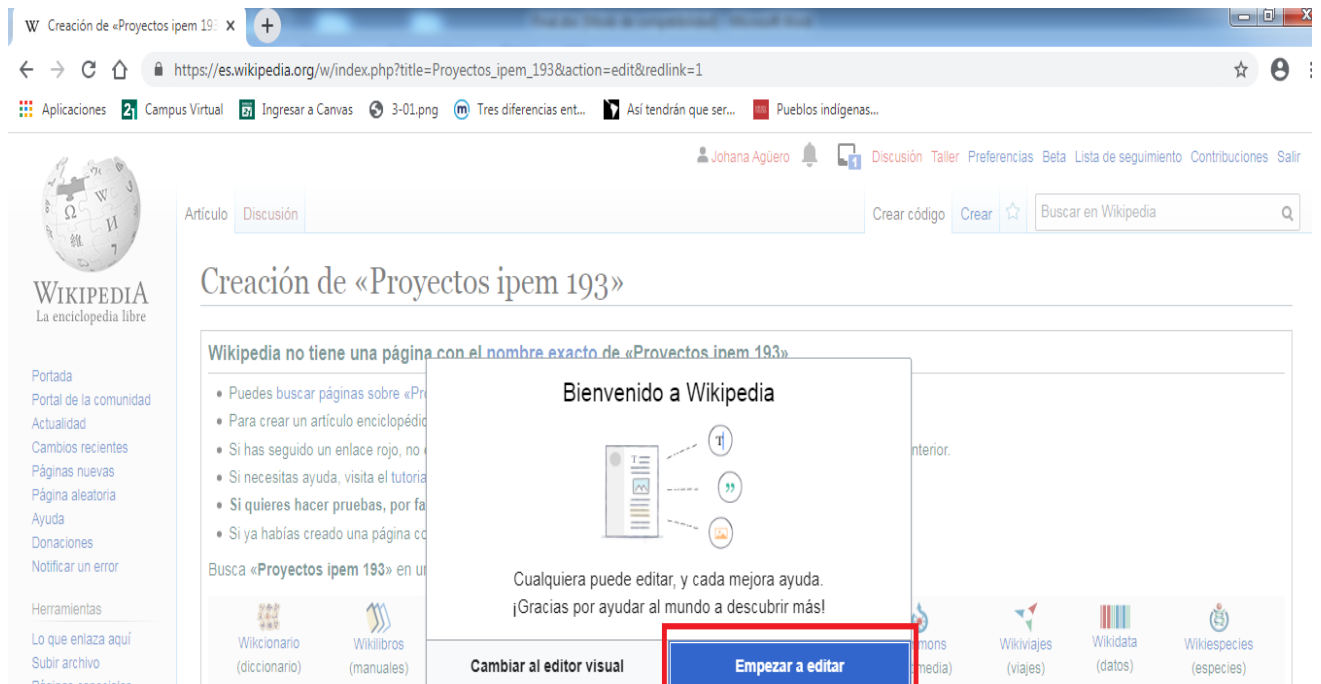 W Creación de «Proyectos ipem 193
https://es.wikipedia.org/w/index.php?title=Proyectos_ipem_193&action=edit&redlink=1
Aplicaciones Campus Virtual Ingresar a Canvas 3-01.png Tres diferencias ent... Así tendrán que ser... Pueblos indígenas...
Johana Agüero 1 Discusión Taller Preferencias Beta Lista de seguimiento Contribuciones Salir
Artículo Discusión Crear código Crear Buscar en Wikipedia
WIKIPEDIA
La enciclopedia libre
Creación de «Proyectos ipem 193»
Wikipedia no tiene una página con el nombre exacto de «Proyectos ipem 193»
Puedes buscar páginas sobre «Pr
Para crear un artículo enciclopédic
Si has seguido un enlace rojo, no nterior.
Si necesitas ayuda, visita el tutoria
Si quieres hacer pruebas, por fa
Si ya habías creado una página co
Busca «Proyectos ipem 193» en u
Bienvenido a Wikipedia
Cualquiera puede editar, y cada mejora ayuda.
¡Gracias por ayudar al mundo a descubrir más!
Cambiar al editor visual Empezar a editar
Portada
Portal de la comunidad
Actualidad
Cambios recientes
Páginas nuevas
Página aleatoria
Ayuda
Donaciones
Notificar un error
Herramientas
Lo que enlaza aquí
Subir archivo
Páginas especiales
Wikcionario
(diccionario)
Wikilibros
(manuales)
mons
media)
Wikiviajes
(viajes)
Wikidata
(datos)
Wikiespecies
(especies)